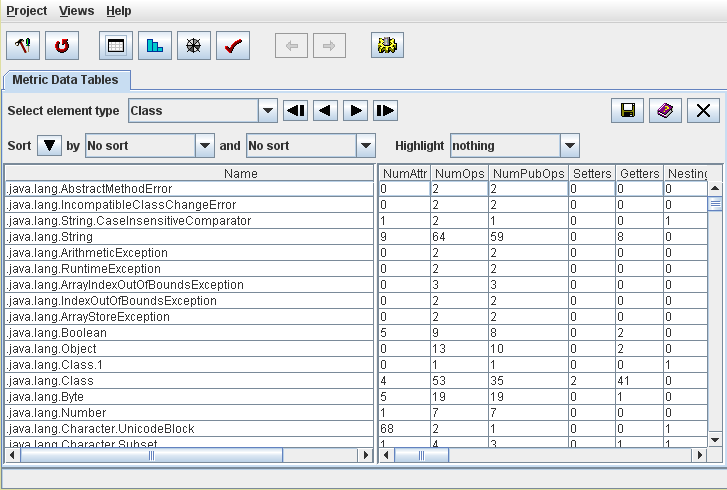 Project Views Help
Metric Data Tables
Select element type Class
Sort by No sort and No sort Highlight nothing
Name NumAttr NumOps NumPubOps Setters Getters Nesting
.java.lang.AbstractMethodError 0 2 2 0 0 0
.java.lang.IncompatibleClassChangeError 0 2 2 0 0 0
.java.lang.String.CaseInsensitiveComparator 1 2 1 0 0 1
.java.lang.String 9 64 59 0 8 0
.java.lang.ArithmeticException 0 2 2 0 0 0
.java.lang.RuntimeException 0 2 2 0 0 0
.java.lang.ArrayIndexOutOfBoundsException 0 3 3 0 0 0
.java.lang.IndexOutOfBoundsException 0 2 2 0 0 0
.java.lang.ArrayStoreException 0 2 2 0 0 0
.java.lang.Boolean 5 9 8 0 2 0
.java.lang.Object 0 13 10 0 2 0
.java.lang.Class.1 0 1 1 0 0 1
.java.lang.Class 4 53 35 2 41 0
.java.lang.Byte 5 19 19 0 1 0
.java.lang.Number 1 7 7 0 0 0
.java.lang.Character.UnicodeBlock 68 2 1 0 0 1
.java.lang.Character.Subset 1 4 3 0 1 1